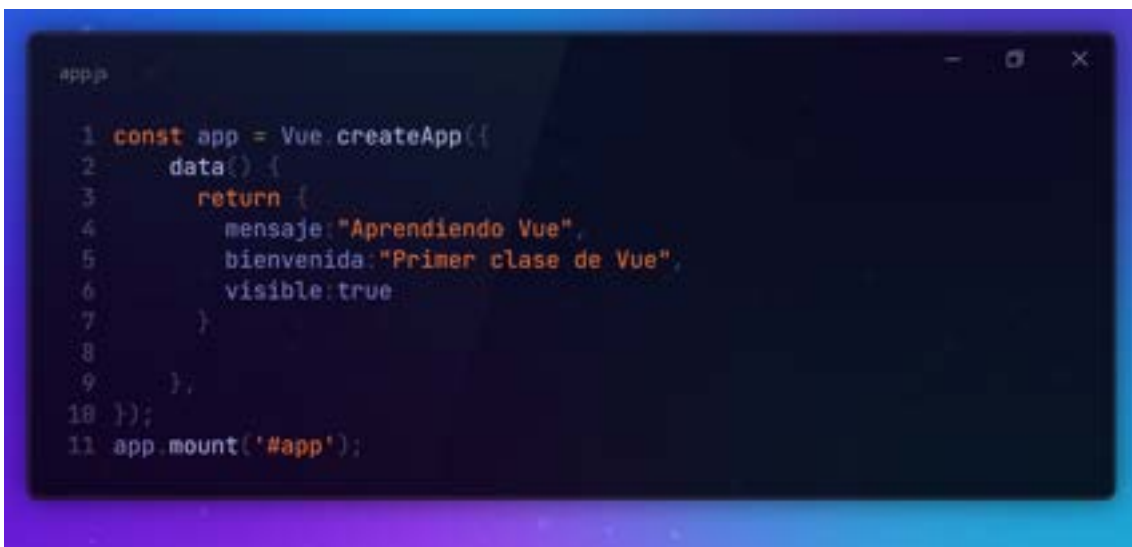 app.js
1 const app = Vue.createApp({
2 data() {
3 return {
4 mensaje:"Aprendiendo Vue",
5 bienvenida:"Primer clase de Vue",
6 visible:true
7 }
8
9 },
10 });
11 app.mount('#app');